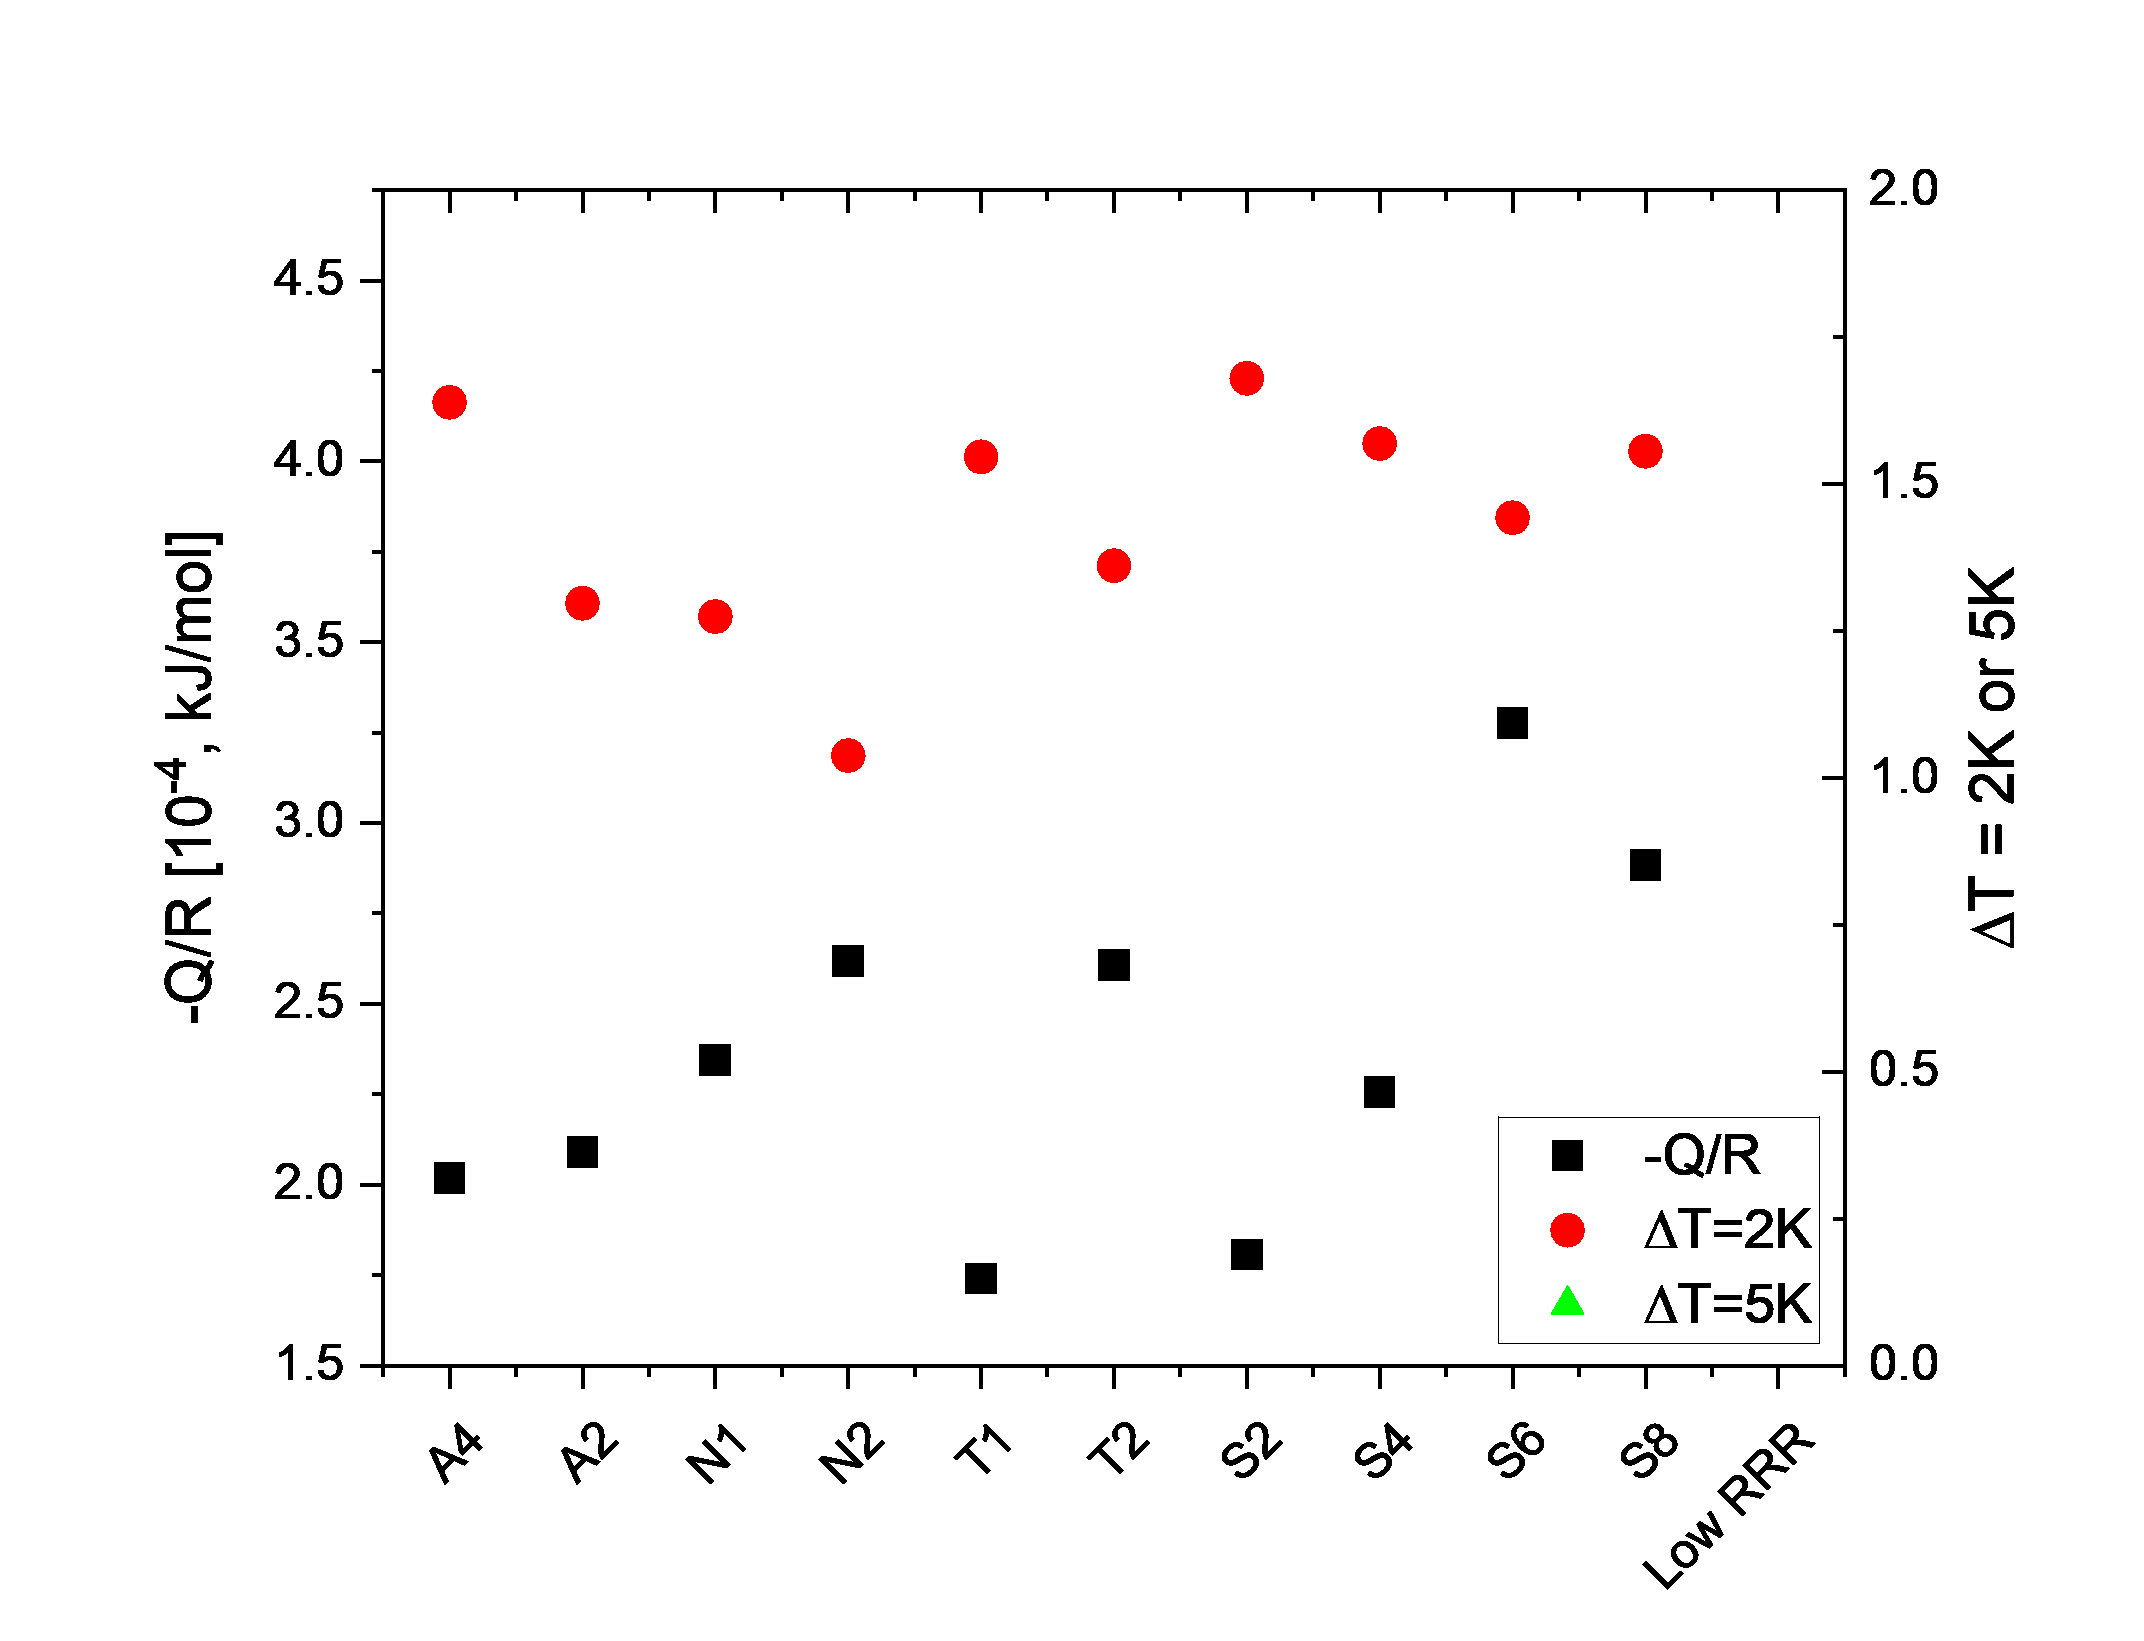 2.0
4.5
4.0
1.5
3.5
1.0
3.0
2.5
0.5
2.0
1.5
0.0
-Q/R [10-4, kJ/mol]
ΔT = 2K or 5K
-Q/R
ΔT=2K
ΔT=5K
A4
A2
N1
N2
T1
T2
S2
S4
S6
S8
Low RRR